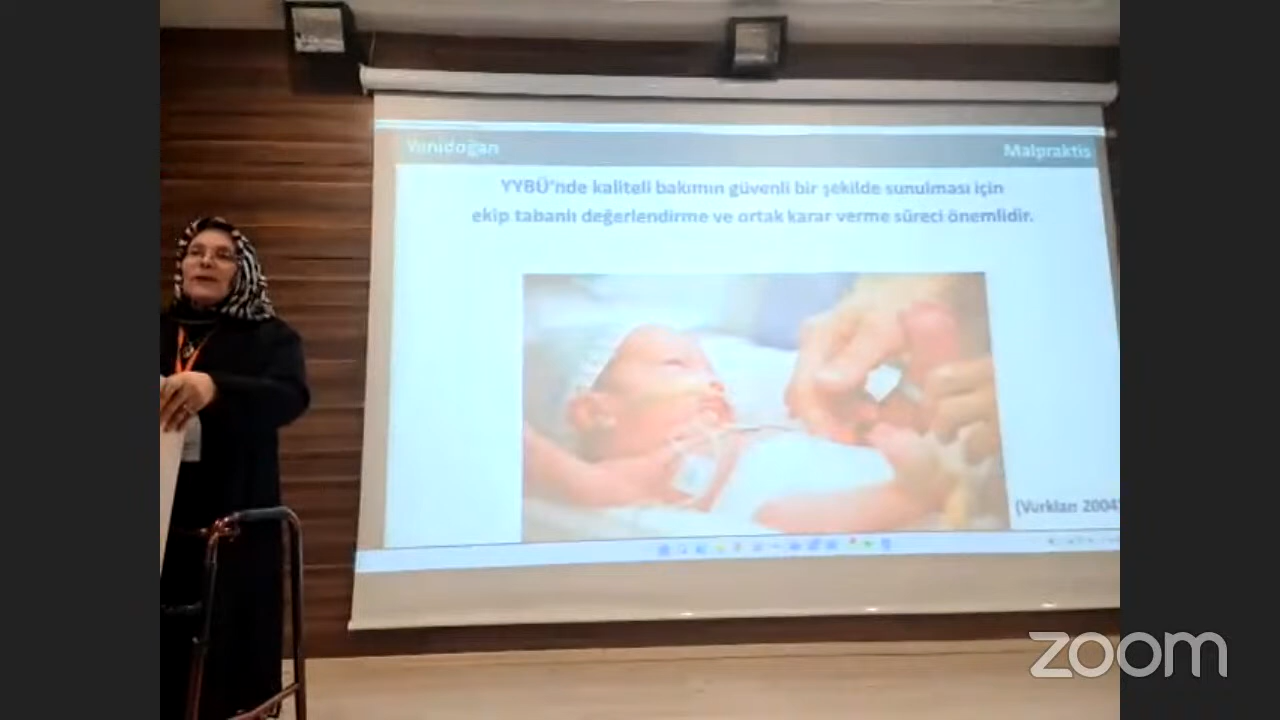 Yenidoğan
Malpraktis
YYBÜ'nde kaliteli bakımın güvenli bir şekilde sunulması için
ekip tabanlı değerlendirme ve ortak karar verme süreci önemlidir.
(Vurklan 2004)
zoom